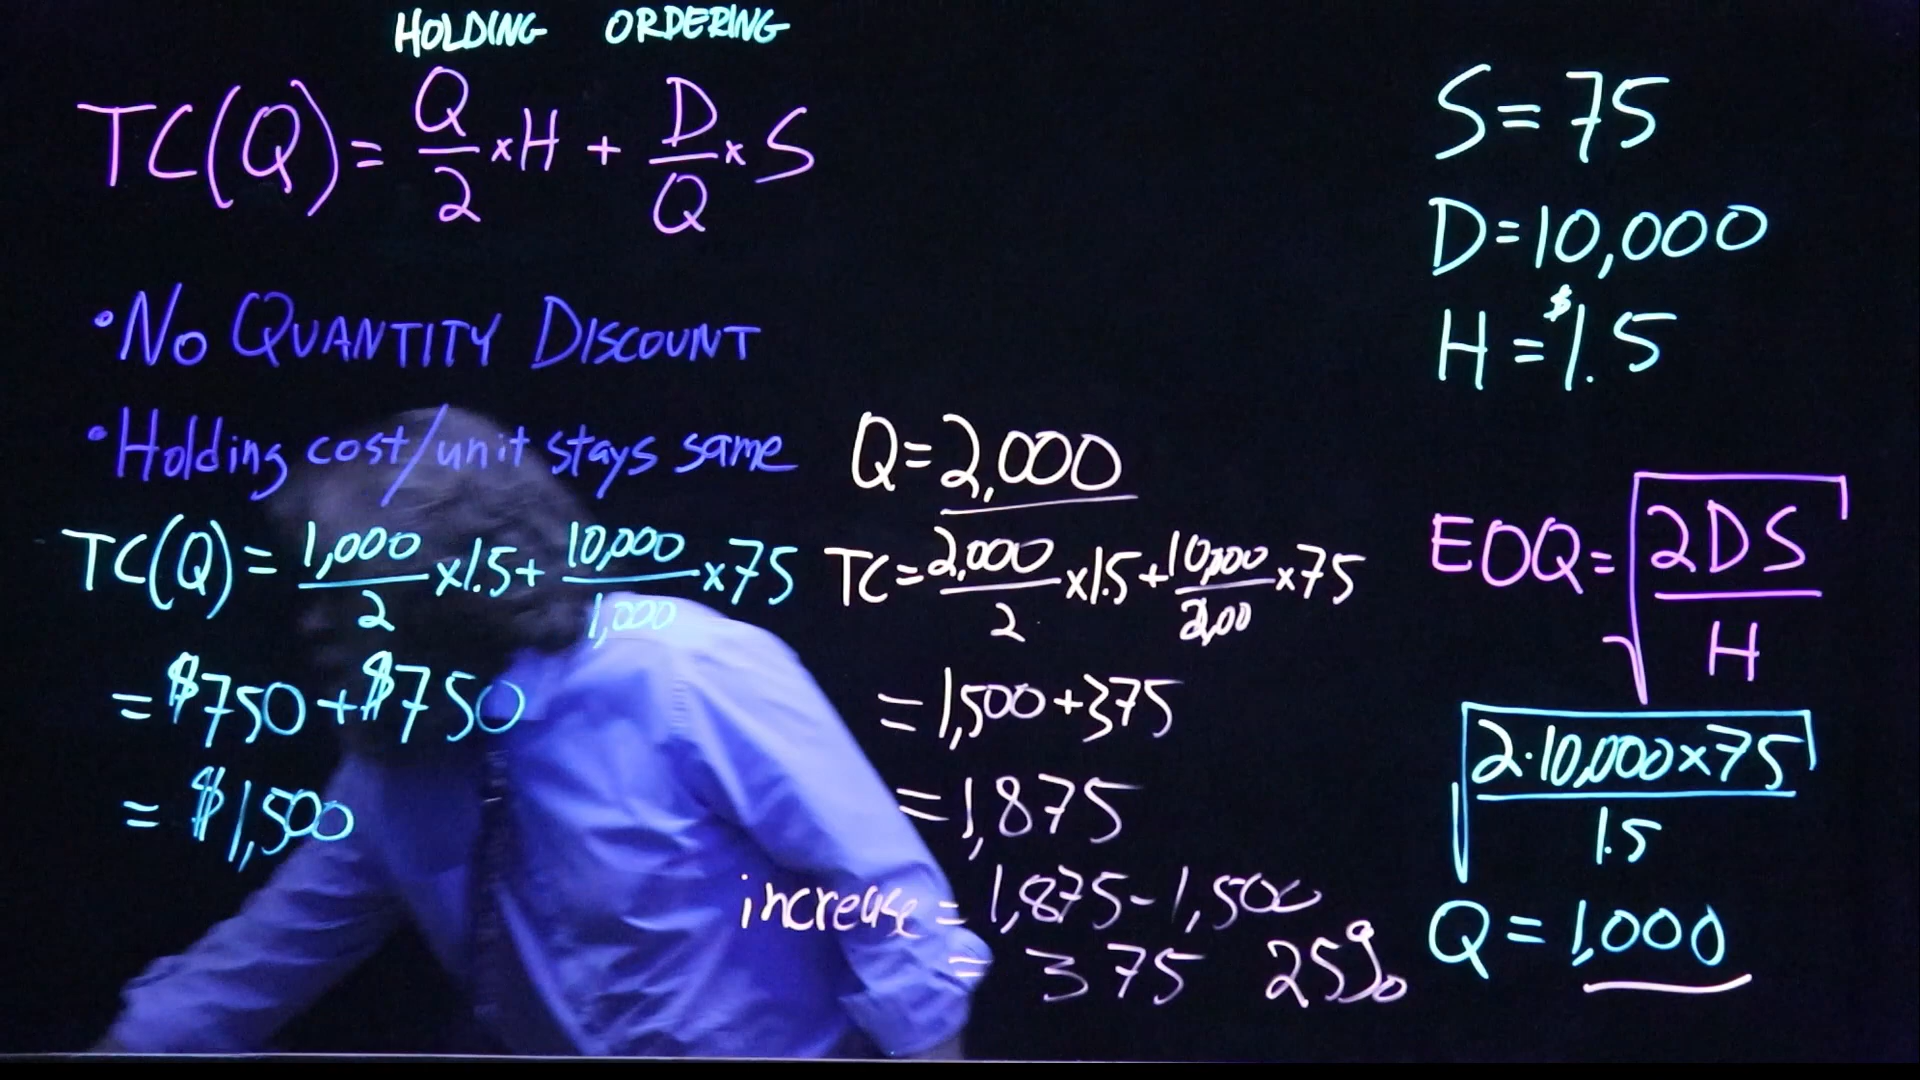 HOLDING ORDERING
TC(Q) = Q/2 × H + D/Q × S
• No QUANTITY DISCOUNT
• Holding cost/unit stays same
TC(Q) = 1,000/2 × 1.5 + 10,000/1,000 × 75
= $750 + $750
= $1,500
Q = 2,000
TC = 2,000/2 × 1.5 + 10,000/2,00 × 75
= 1,500 + 375
= 1,875
increase = 1,875 - 1,500
= 375 25%
S = 75
D = 10,000
H = $1.5
EOQ = √2DS/H
√2·10,000×75/1.5
Q = 1,000